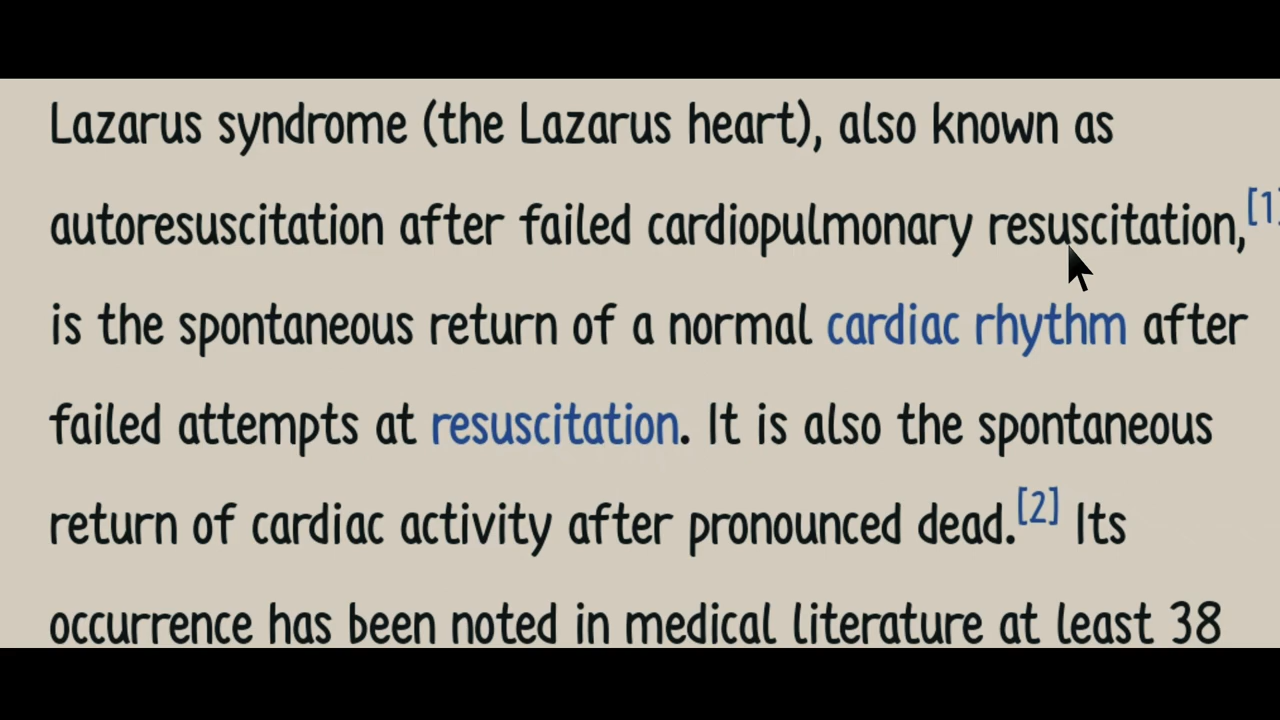 Lazarus syndrome (the Lazarus heart), also known as
autoresuscitation after failed cardiopulmonary resuscitation,[1]
is the spontaneous return of a normal cardiac rhythm after
failed attempts at resuscitation. It is also the spontaneous
return of cardiac activity after pronounced dead.[2] Its
occurrence has been noted in medical literature at least 38